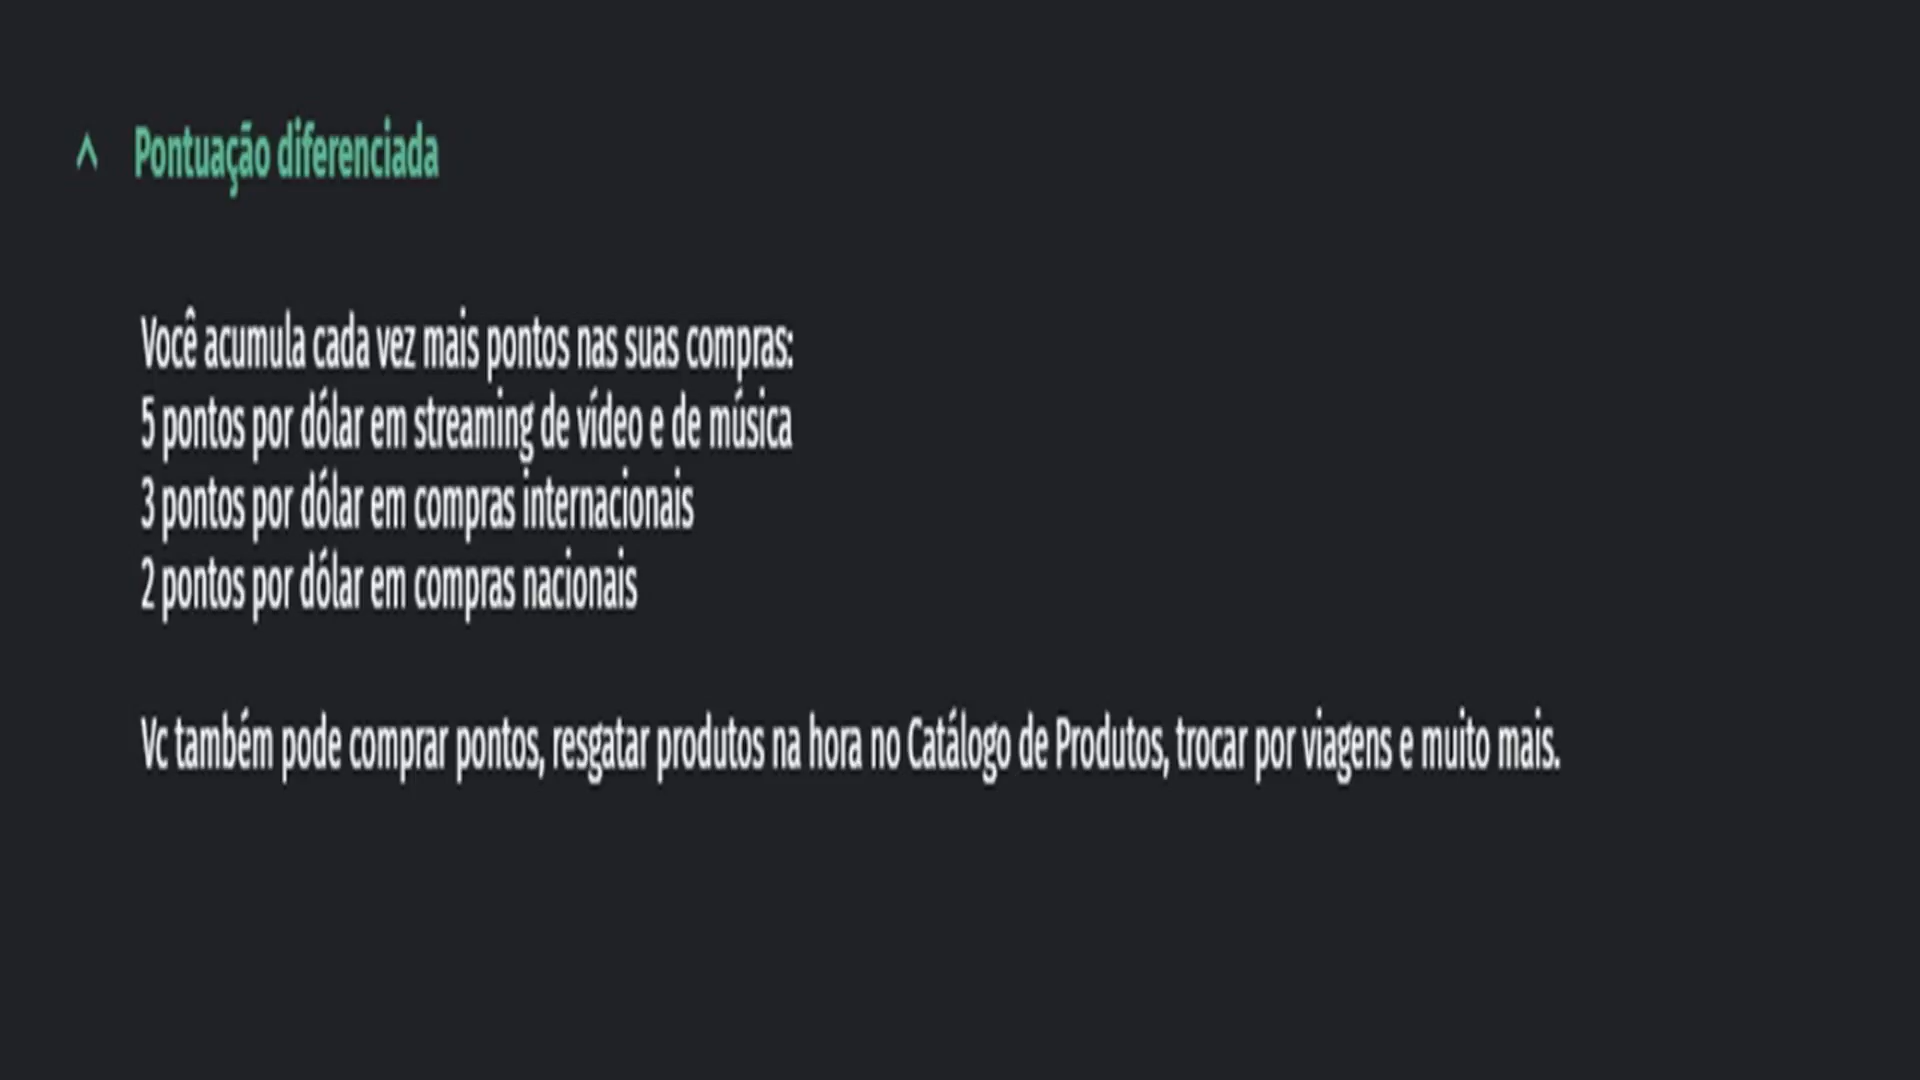 ^ Pontuação diferenciada
Você acumula cada vez mais pontos nas suas compras:
5 pontos por dólar em streaming de vídeo e de música
3 pontos por dólar em compras internacionais
2 pontos por dólar em compras nacionais
Vc também pode comprar pontos, resgatar produtos na hora no Catálogo de Produtos, trocar por viagens e muito mais.